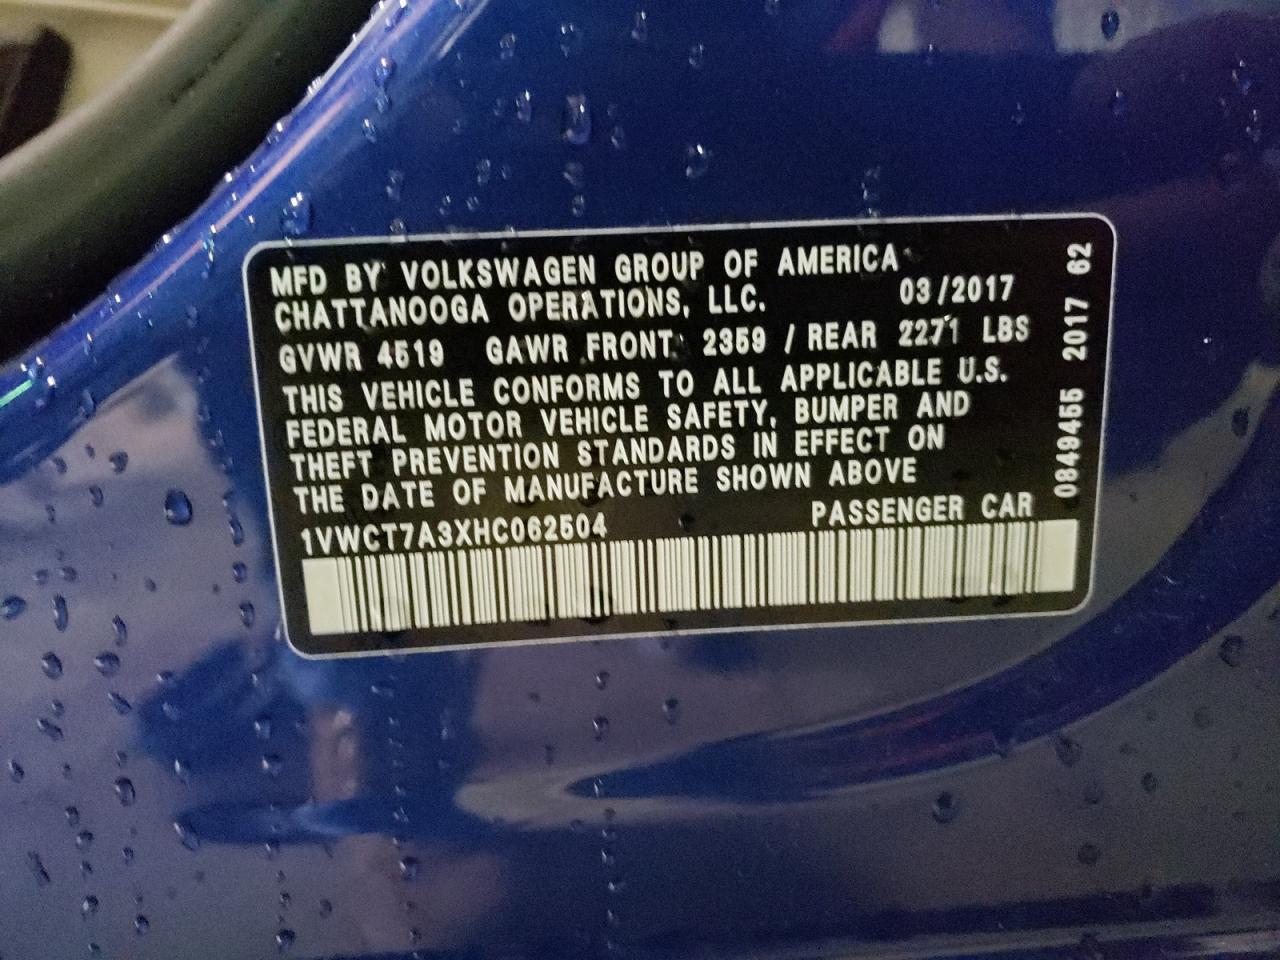 MFD BY VOLKSWAGEN GROUP OF AMERICA
CHATTANOOGA OPERATIONS, LLC. 03/2017
GVWR 4519 GAWR FRONT 2359 / REAR 2271 LBS
THIS VEHICLE CONFORMS TO ALL APPLICABLE U.S.
FEDERAL MOTOR VEHICLE SAFETY, BUMPER AND
THEFT PREVENTION STANDARDS IN EFFECT ON
THE DATE OF MANUFACTURE SHOWN ABOVE
1VWCT7A3XHC062504 PASSENGER CAR
0849455 2017 62